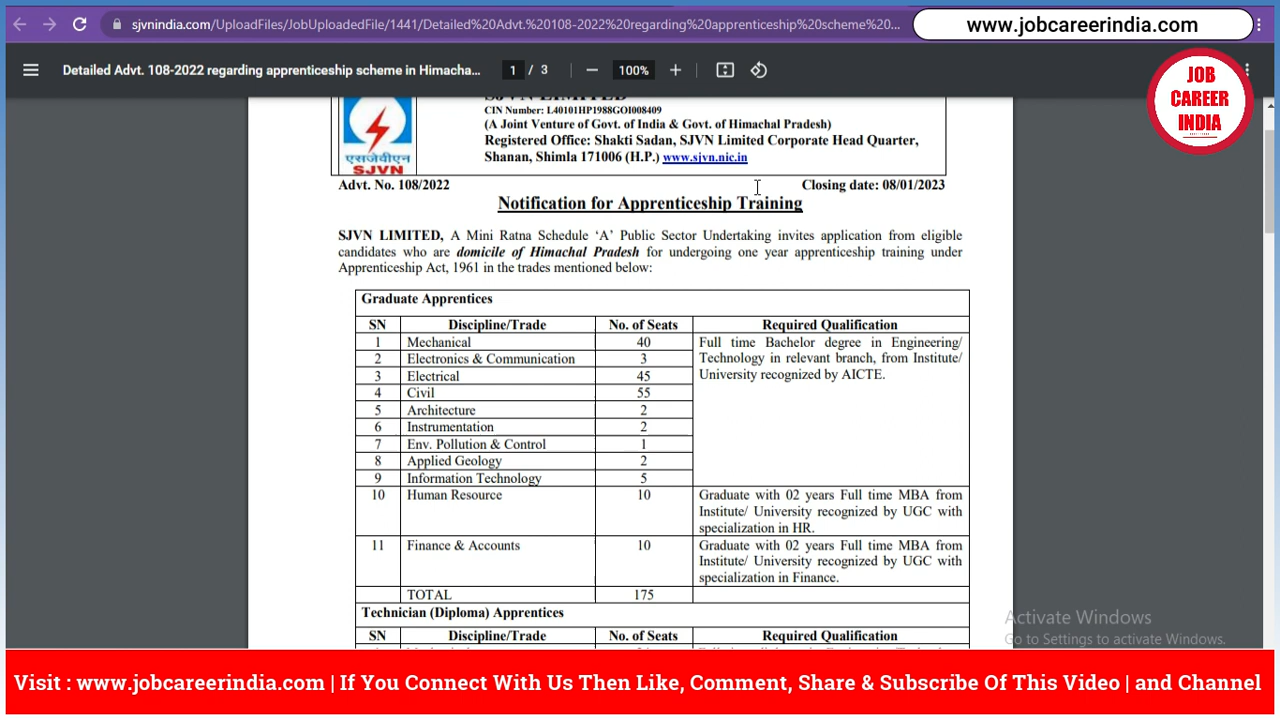 sjvnindia.com/UploadFiles/JobUploadedFile/1441/Detailed%20Advt.%20108-2022%20regarding%20apprenticeship%20scheme%20...
www.jobcareerindia.com
Detailed Advt. 108-2022 regarding apprenticeship scheme in Himacha...
1 / 3
100%
JOB
CAREER
INDIA
SJVN LIMITED
CIN Number: L40101HP1988GOI008409
(A Joint Venture of Govt. of India & Govt. of Himachal Pradesh)
Registered Office: Shakti Sadan, SJVN Limited Corporate Head Quarter,
Shanan, Shimla 171006 (H.P.) www.sjvn.nic.in
एसजेवीएन
SJVN
Advt. No. 108/2022 Closing date: 08/01/2023
Notification for Apprenticeship Training
SJVN LIMITED, A Mini Ratna Schedule ‘A’ Public Sector Undertaking invites application from eligible
candidates who are domicile of Himachal Pradesh for undergoing one year apprenticeship training under
Apprenticeship Act, 1961 in the trades mentioned below:
Graduate Apprentices
SN Discipline/Trade No. of Seats Required Qualification
1 Mechanical 40 Full time Bachelor degree in Engineering/
2 Electronics & Communication 3 Technology in relevant branch, from Institute/
3 Electrical 45 University recognized by AICTE.
4 Civil 55
5 Architecture 2
6 Instrumentation 2
7 Env. Pollution & Control 1
8 Applied Geology 2
9 Information Technology 5
10 Human Resource 10 Graduate with 02 years Full time MBA from
Institute/ University recognized by UGC with
specialization in HR.
11 Finance & Accounts 10 Graduate with 02 years Full time MBA from
Institute/ University recognized by UGC with
specialization in Finance.
TOTAL 175
Technician (Diploma) Apprentices
SN Discipline/Trade No. of Seats Required Qualification
Activate Windows
Go to Settings to activate Windows.
Visit : www.jobcareerindia.com | If You Connect With Us Then Like, Comment, Share & Subscribe Of This Video | and Channel